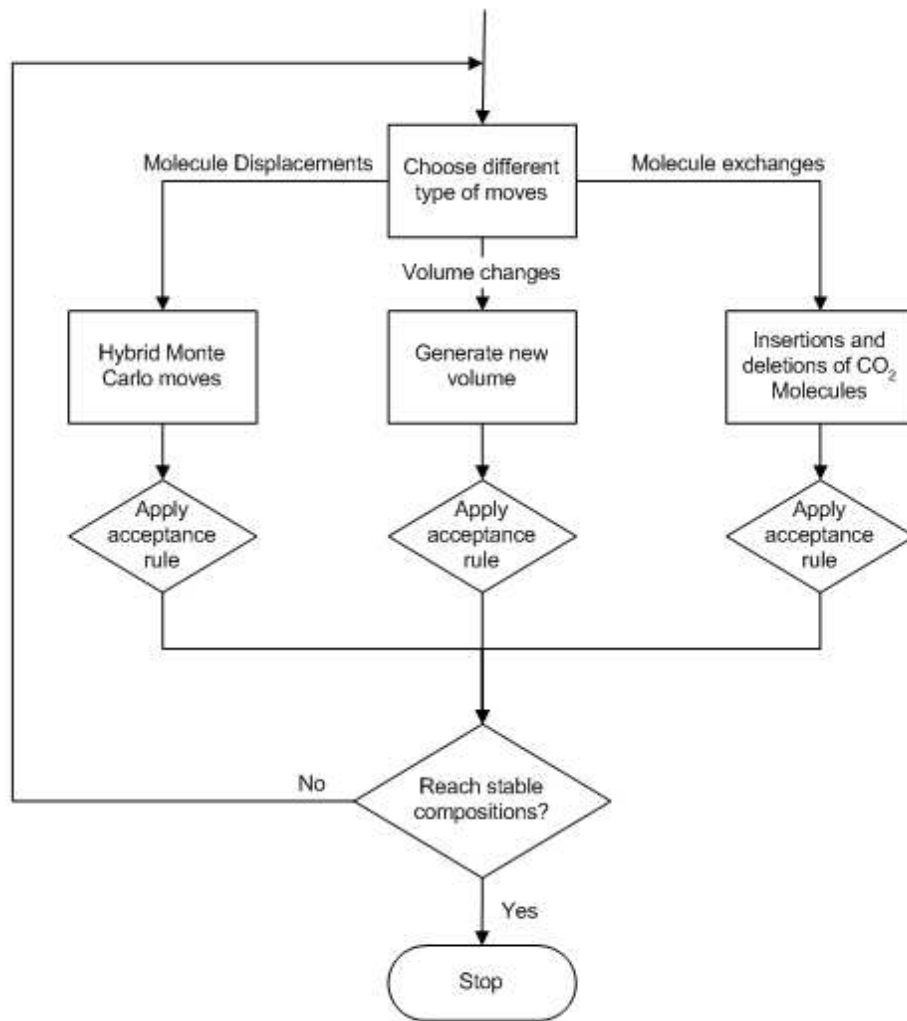 Molecule Displacements
Choose different
type of moves
Molecule exchanges
Volume changes
Hybrid Monte
Carlo moves
Generate new
volume
Insertions and
deletions of CO₂
Molecules
Apply
acceptance
rule
Apply
acceptance
rule
Apply
acceptance
rule
No
Reach stable
compositions?
Yes
Stop